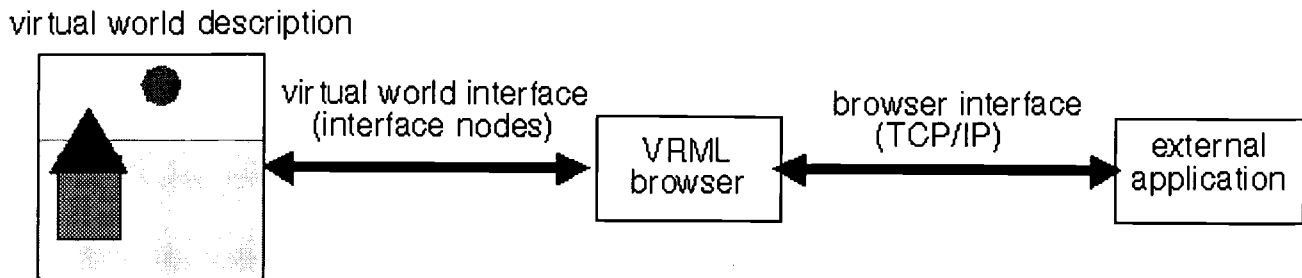 virtual world description
virtual world interface
(interface nodes)
VRML
browser
browser interface
(TCP/IP)
external
application